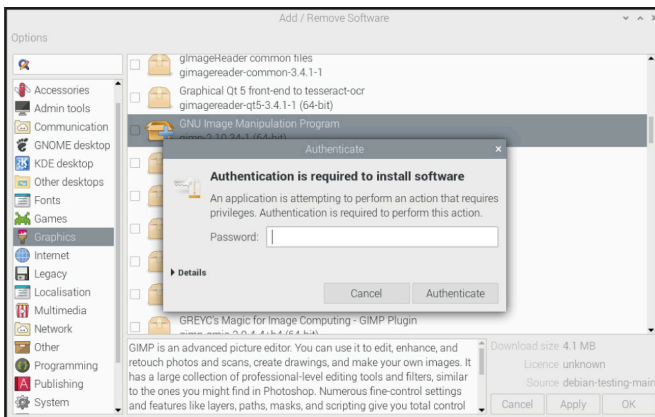 Add / Remove Software
Options
Accessories
Admin tools
Communication
GNOME desktop
KDE desktop
Other desktops
Fonts
Games
Graphics
Internet
Legacy
Localisation
Multimedia
Network
Other
Programming
Publishing
System
gImageReader common files
gimagereader-common-3.4.1-1
Graphical Qt 5 front-end to tesseract-ocr
gimagereader-qt5-3.4.1-1 (64-bit)
GNU Image Manipulation Program
gimp-2.10.34-1 (64-bit)
Authenticate
Authentication is required to install software
An application is attempting to perform an action that requires
privileges. Authentication is required to perform this action.
Password:
Details
Cancel
Authenticate
GREYC's Magic for Image Computing - GIMP Plugin
GIMP is an advanced picture editor. You can use it to edit, enhance, and
retouch photos and scans, create drawings, and make your own images. It
has a large collection of professional-level editing tools and filters, similar
to the ones you might find in Photoshop. Numerous fine-control settings
and features like layers, paths, masks, and scripting give you total control
Download size 4.1 MB
Licence unknown
Source debian-testing-main
Cancel
Apply
OK